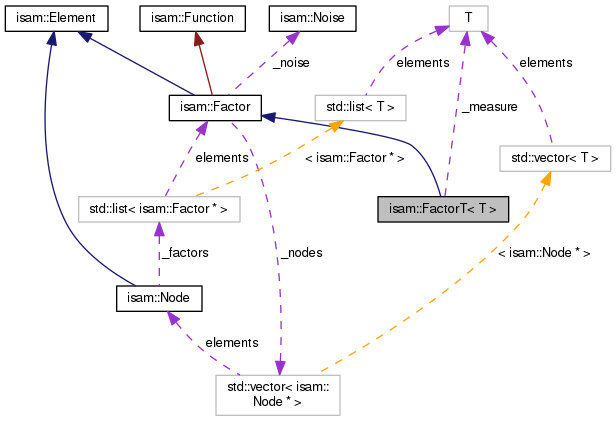 isam::Element
isam::Function
isam::Noise
T
_noise
elements
elements
isam::Factor
std::list< T >
_measure
elements
< isam::Factor * >
std::vector< T >
std::list< isam::Factor * >
isam::FactorT< T >
_factors
_nodes
< isam::Node * >
isam::Node
elements
std::vector< isam::
Node * >